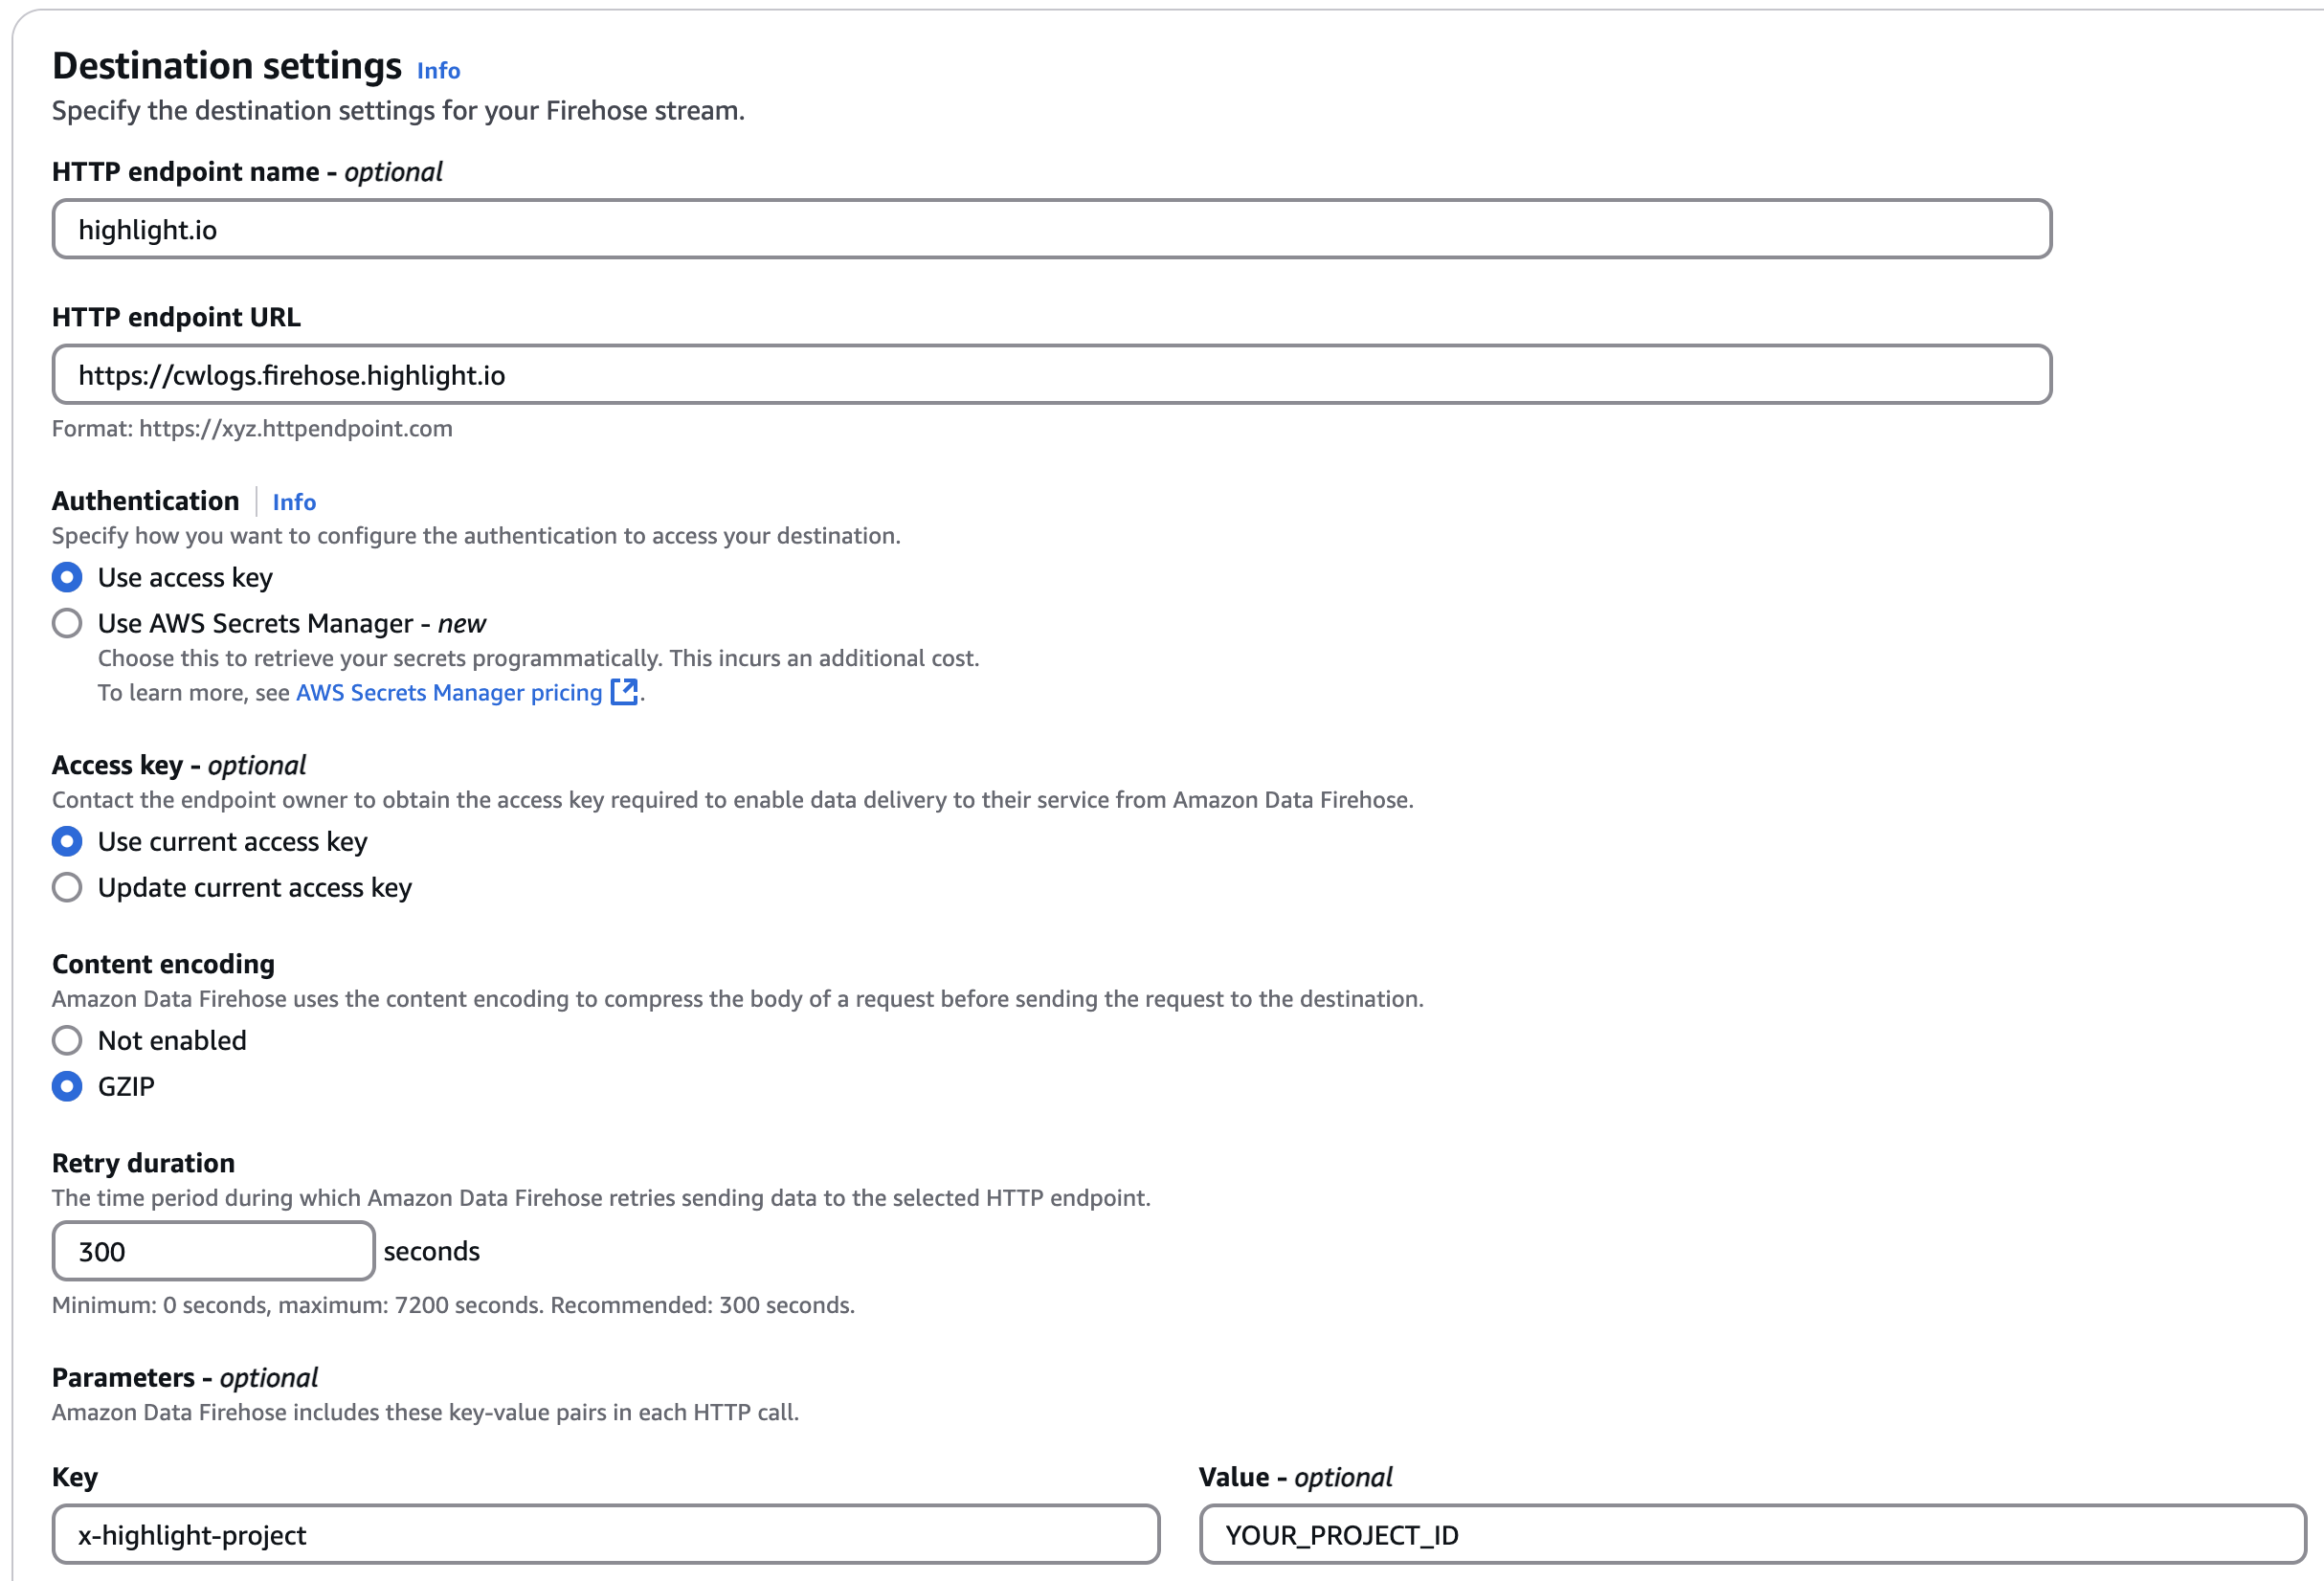 Destination settings Info
Specify the destination settings for your Firehose stream.
HTTP endpoint name - optional
highlight.io
HTTP endpoint URL
https://cwlogs.firehose.highlight.io
Format: https://xyz.httpendpoint.com
Authentication Info
Specify how you want to configure the authentication to access your destination.
Use access key
Use AWS Secrets Manager - new
Choose this to retrieve your secrets programmatically. This incurs an additional cost.
To learn more, see AWS Secrets Manager pricing .
Access key - optional
Contact the endpoint owner to obtain the access key required to enable data delivery to their service from Amazon Data Firehose.
Use current access key
Update current access key
Content encoding
Amazon Data Firehose uses the content encoding to compress the body of a request before sending the request to the destination.
Not enabled
GZIP
Retry duration
The time period during which Amazon Data Firehose retries sending data to the selected HTTP endpoint.
300 seconds
Minimum: 0 seconds, maximum: 7200 seconds. Recommended: 300 seconds.
Parameters - optional
Amazon Data Firehose includes these key-value pairs in each HTTP call.
Key Value - optional
x-highlight-project YOUR_PROJECT_ID